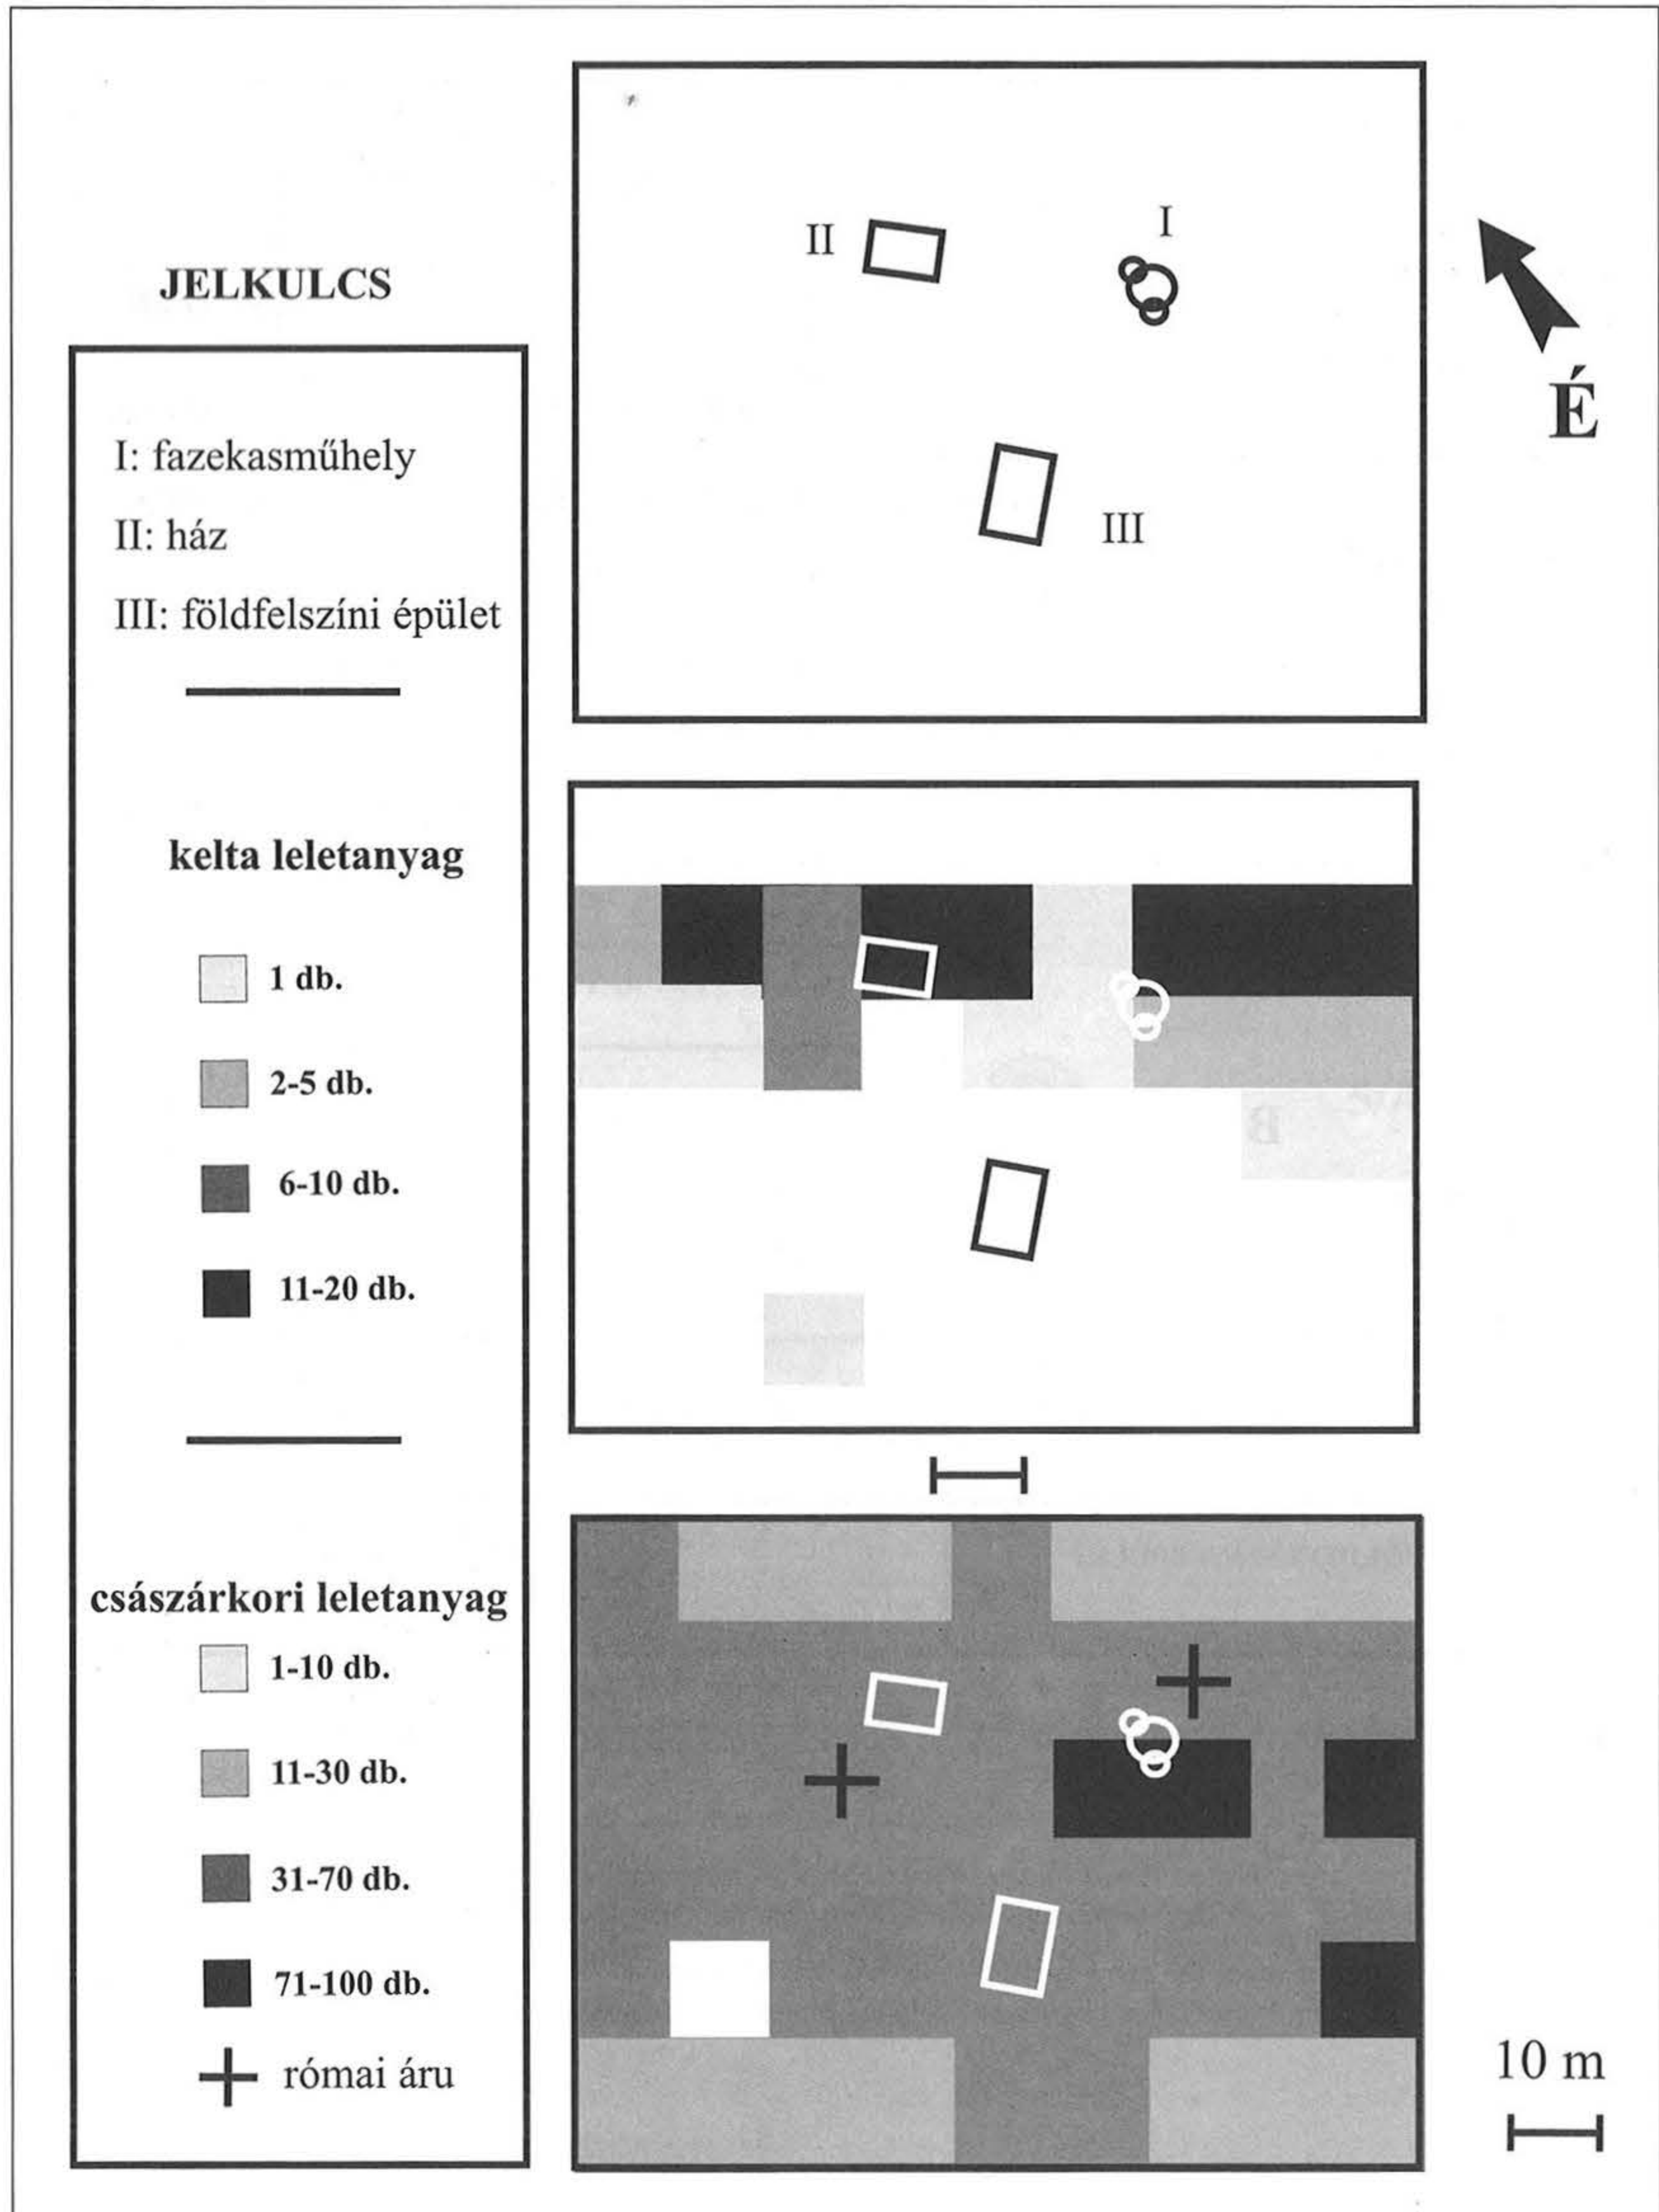 JELKULCS
I: fazekasműhely
II: ház
III: földfelszíni épület
kelta leletanyag
1 db.
2-5 db.
6-10 db.
11-20 db.
császárkori leletanyag
1-10 db.
11-30 db.
31-70 db.
71-100 db.
római áru
II
I
III
É
B
10 m